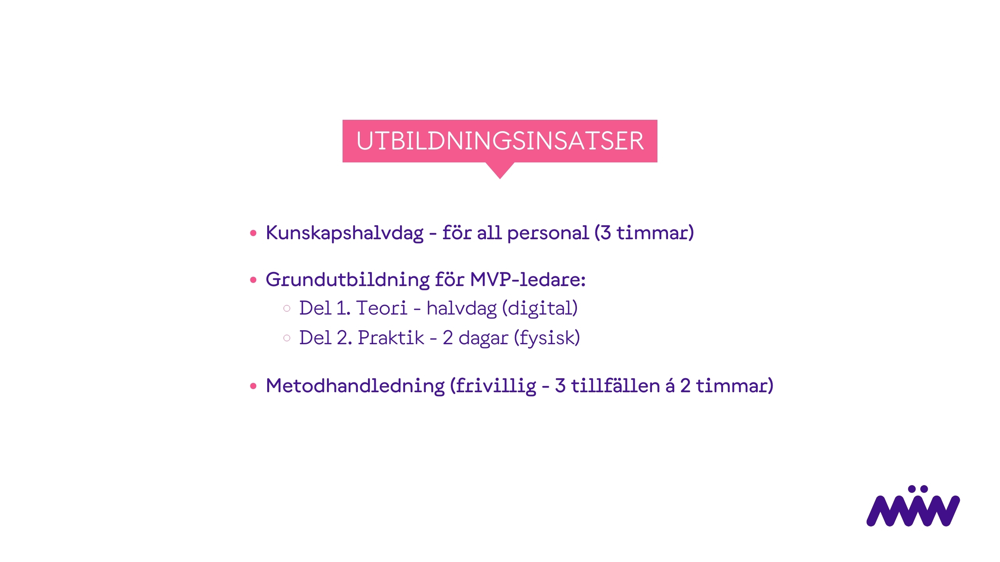 UTBILDNINGSINSATSER
• Kunskapshalvdag - för all personal (3 timmar)
• Grundutbildning för MVP-ledare:
○ Del 1. Teori - halvdag (digital)
○ Del 2. Praktik - 2 dagar (fysisk)
• Metodhandledning (frivillig - 3 tillfällen á 2 timmar)
MÄN